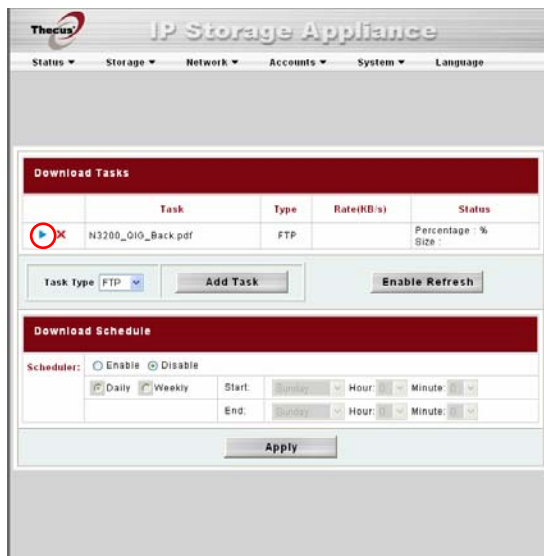 Thecus IP Storage Appliance
Status Storage Network Accounts System Language
Download Tasks
Task Type Rate(KB/s) Status
N3200_QIG_Back.pdf FTP Percentage : %
Size :
Task Type FTP Add Task Enable Refresh
Download Schedule
Scheduler: Enable Disable
Daily Weekly Start: Sunday Hour: 0 Minute: 0
End: Sunday Hour: 0 Minute: 0
Apply